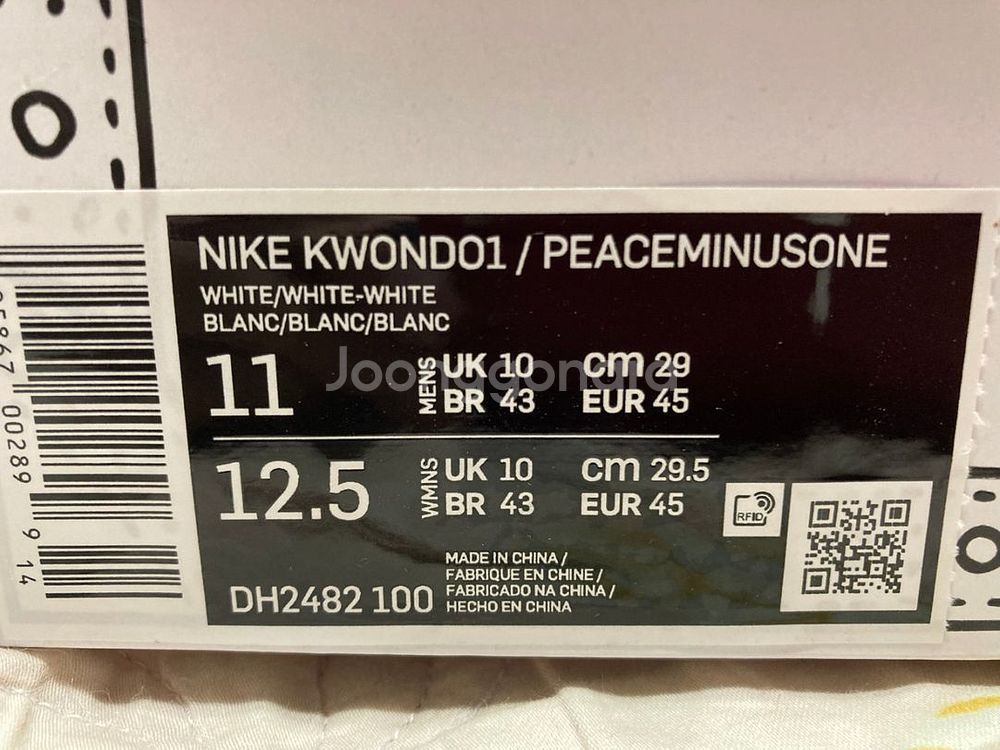 NIKE KWONDO1 / PEACEMINUSONE
WHITE/WHITE-WHITE
BLANC/BLANC/BLANC
11 MENS UK 10 cm 29
BR 43 EUR 45
12.5 WMNS UK 10 cm 29.5
BR 43 EUR 45
RFID
DH2482 100
MADE IN CHINA /
FABRIQUE EN CHINE /
FABRICADO NA CHINA /
HECHO EN CHINA
00289 9 14
Joonggonara